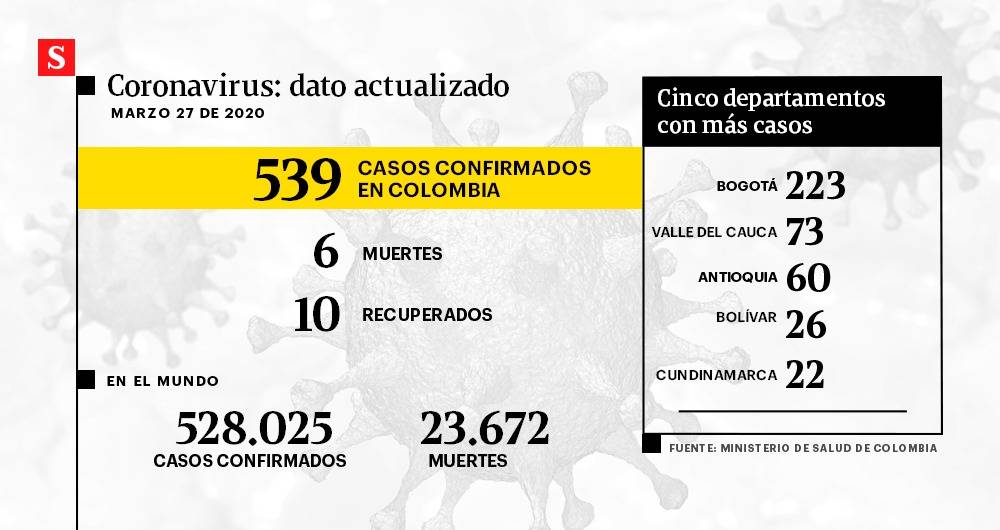 S
Coronavirus: dato actualizado
MARZO 27 DE 2020
539 CASOS CONFIRMADOS
EN COLOMBIA
6 MUERTES
10 RECUPERADOS
EN EL MUNDO
528.025 23.672
CASOS CONFIRMADOS MUERTES
Cinco departamentos
con más casos
BOGOTÁ 223
VALLE DEL CAUCA 73
ANTIOQUIA 60
BOLÍVAR 26
CUNDINAMARCA 22
FUENTE: MINISTERIO DE SALUD DE COLOMBIA